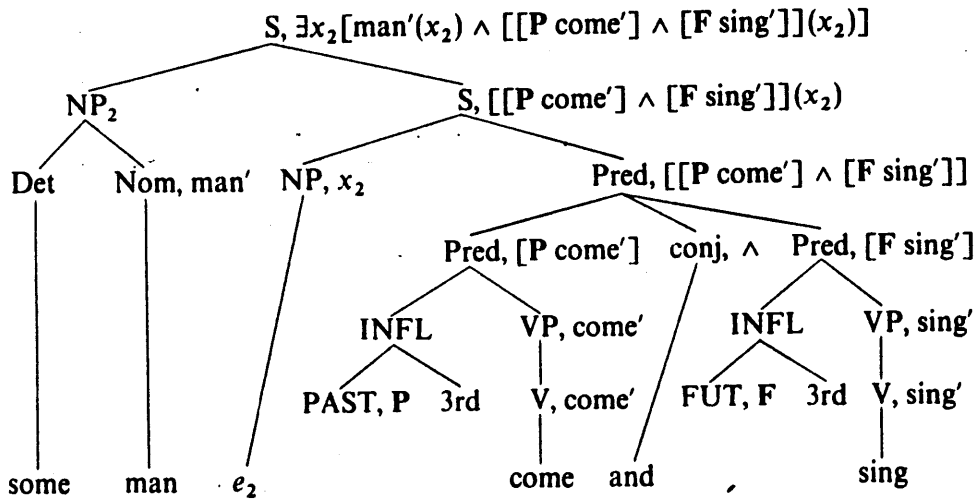 S, ∃x₂[man′(x₂) ∧ [[P come′] ∧ [F sing′]](x₂)]
NP₂ S, [[P come′] ∧ [F sing′]](x₂)
Det Nom, man′ NP, x₂ Pred, [[P come′] ∧ [F sing′]]
Pred, [P come′] conj, ∧ Pred, [F sing′]
INFL VP, come′ INFL VP, sing′
PAST, P 3rd V, come′ FUT, F 3rd V, sing′
some man e₂ come and sing